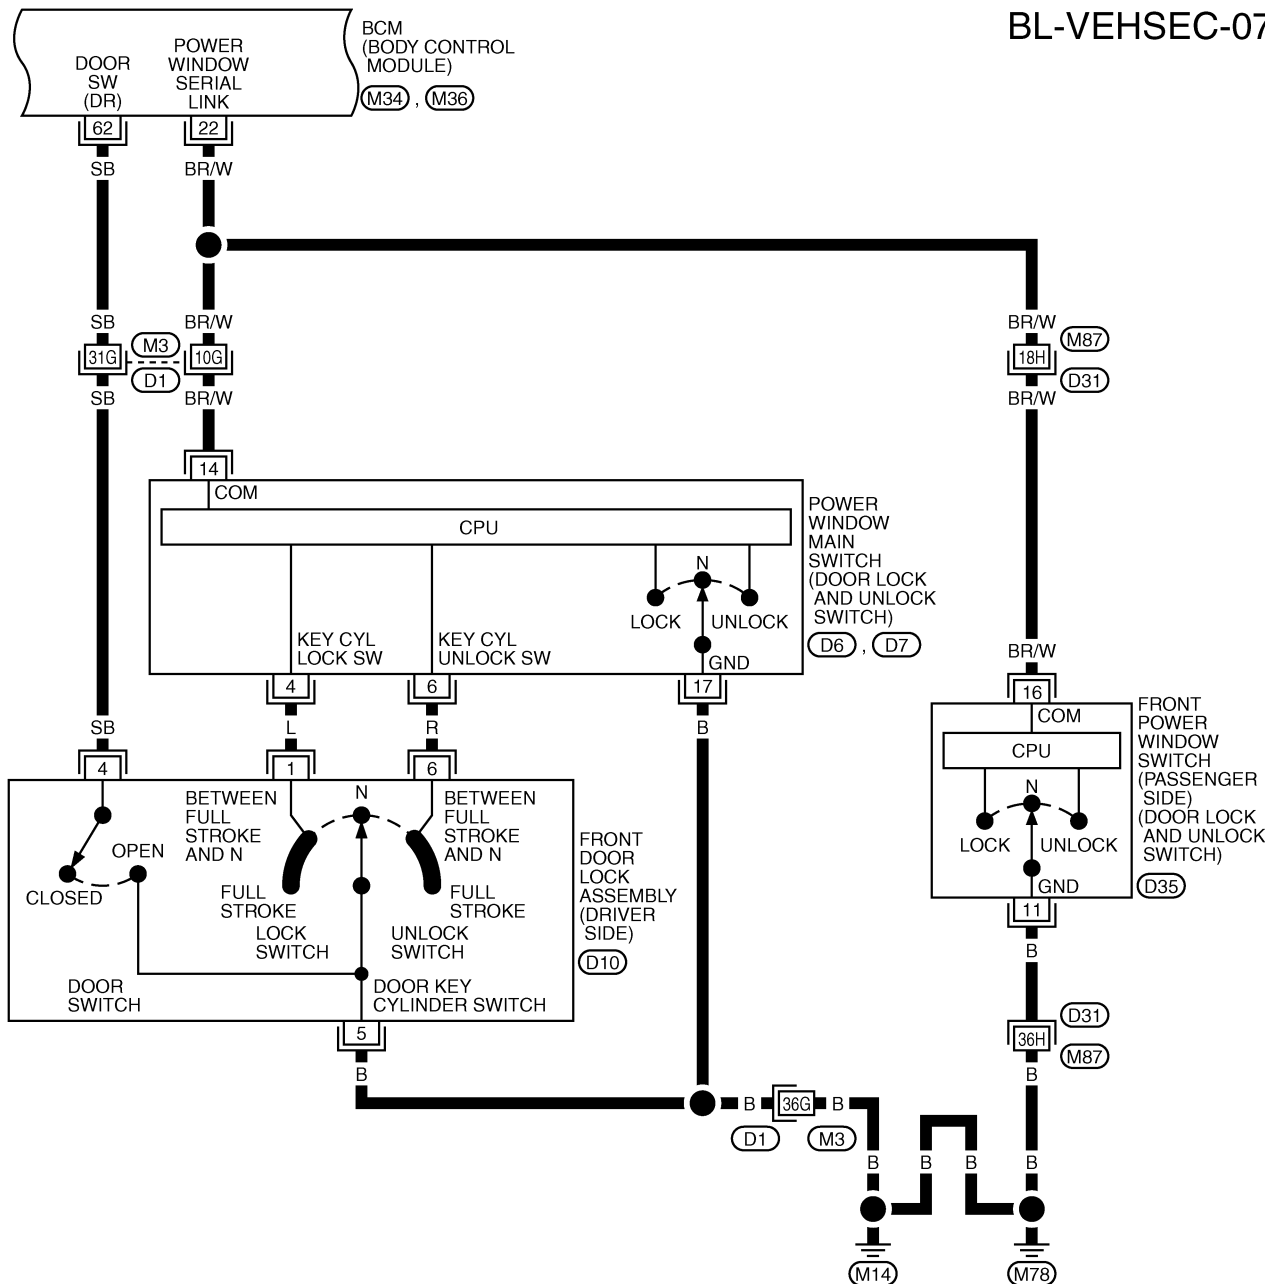 BL-VEHSEC-07
BCM
(BODY CONTROL
MODULE)
M34 , M36
DOOR
SW
(DR)
POWER
WINDOW
SERIAL
LINK
62
22
SB
BR/W
SB
BR/W
BR/W
31G
M3
D1
10G
18H
M87
D31
SB
BR/W
BR/W
14
COM
CPU
POWER
WINDOW
MAIN
SWITCH
(DOOR LOCK
AND UNLOCK
SWITCH)
D6 , D7
N
LOCK
UNLOCK
KEY CYL
LOCK SW
KEY CYL
UNLOCK SW
GND
4
6
17
BR/W
16
COM
CPU
N
LOCK
UNLOCK
GND
11
FRONT
POWER
WINDOW
SWITCH
(PASSENGER
SIDE)
(DOOR LOCK
AND UNLOCK
SWITCH)
D35
SB
L
R
B
4
1
6
BETWEEN
FULL
STROKE
AND N
N
BETWEEN
FULL
STROKE
AND N
OPEN
CLOSED
FULL
STROKE
FULL
STROKE
LOCK
SWITCH
UNLOCK
SWITCH
DOOR
SWITCH
DOOR KEY
CYLINDER SWITCH
FRONT
DOOR
LOCK
ASSEMBLY
(DRIVER
SIDE)
D10
5
B
B
D31
36H
M87
B
B
36G
B
D1
M3
B
B
B
B
M14
M78